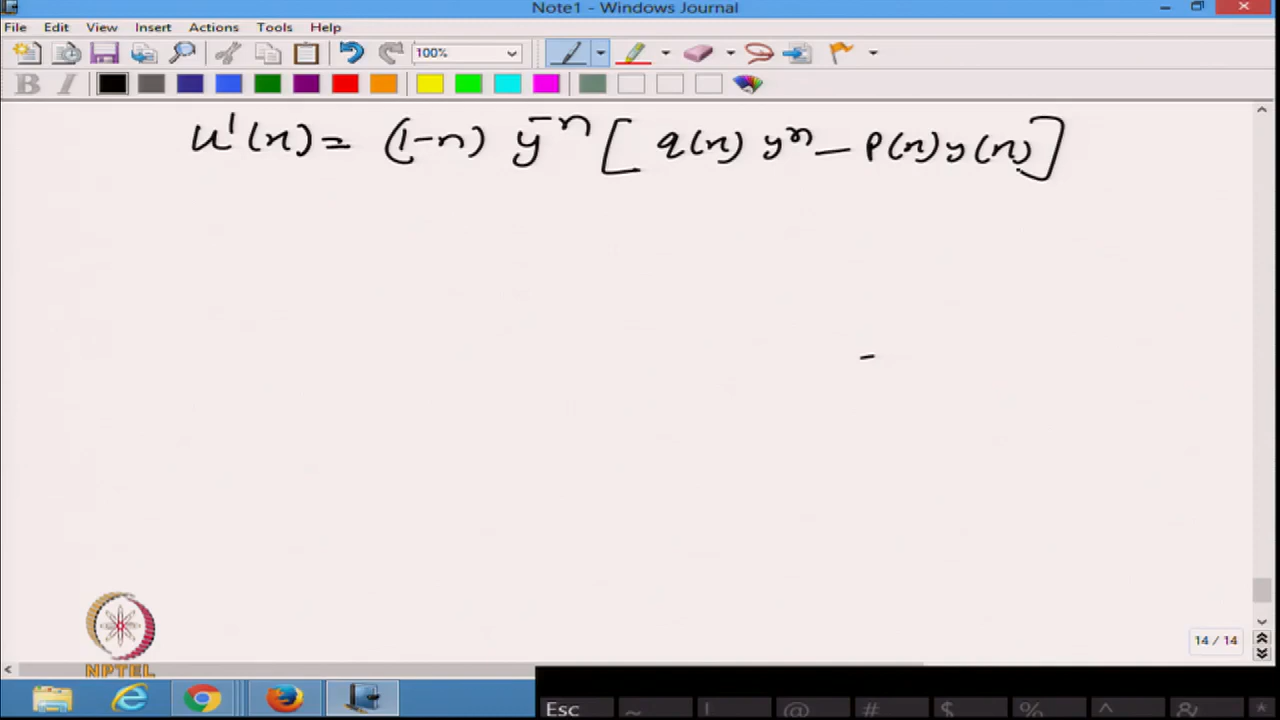 Note1 - Windows Journal
File Edit View Insert Actions Tools Help
100%
B I
u'(x) = (1-n) y^{-n} [ q(x) y^n - p(x) y(x) ]
-
NPTEL
14 / 14
Esc ~ ! @ # $ % ^ & *